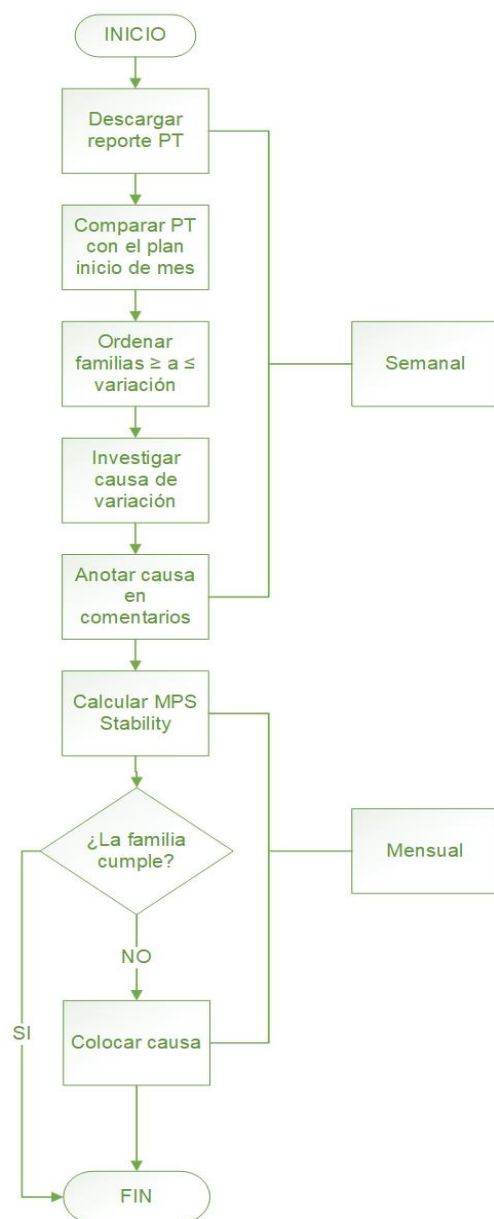 INICIO
Descargar
reporte PT
Comparar PT
con el plan
inicio de mes
Ordenar
familias ≥ a ≤
variación
Semanal
Investigar
causa de
variación
Anotar causa
en
comentarios
Calcular MPS
Stability
¿La familia
cumple?
Mensual
NO
SI
Colocar causa
FIN